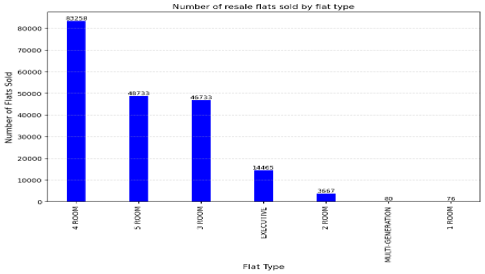 Number of resale flats sold by flat type
Number of Flats Sold
80000
70000
60000
50000
40000
30000
20000
10000
0
83258
48733
46733
14465
3667
76
4 ROOM
5 ROOM
3 ROOM
EXECUTIVE
2 ROOM
MULTI-GENERATION
1 ROOM
Flat Type